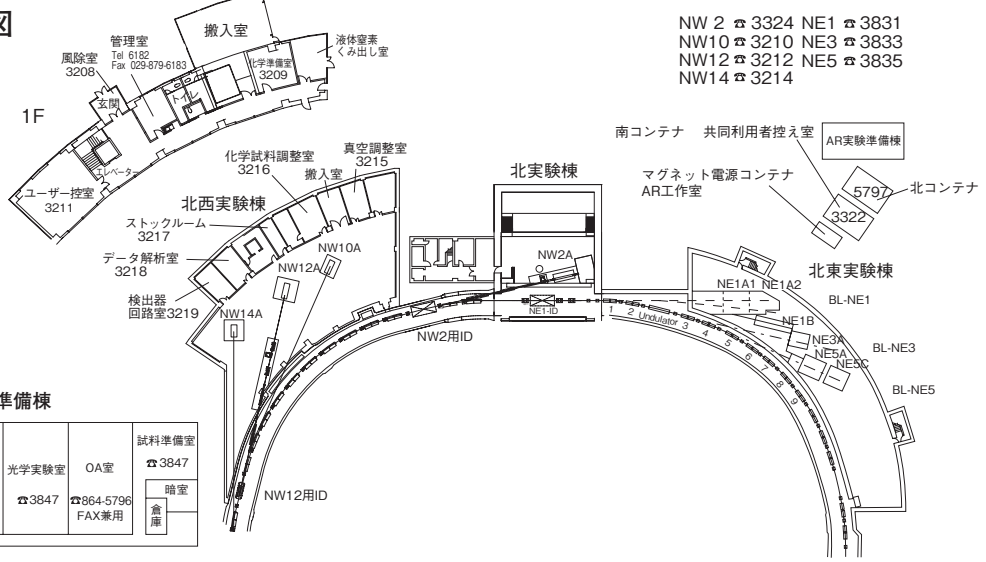 図
NW 2 ☎ 3324 NE1 ☎ 3831
NW10 ☎ 3210 NE3 ☎ 3833
NW12 ☎ 3212 NE5 ☎ 3835
NW14 ☎ 3214
搬入室
管理室
Tel 6182
Fax 029-879-6183
風除室
3208
液体窒素
くみ出し室
化学準備室
3209
玄関
トイレ
1F
エレベーター
ユーザー控室
3211
南コンテナ
共同利用者控え室
AR実験準備棟
マグネット電源コンテナ
AR工作室
5797
北コンテナ
3322
真空調整室
3215
化学試料調整室
3216
搬入室
北実験棟
北西実験棟
ストックルーム
3217
データ解析室
3218
検出器
回路室3219
NW10A
NW12A
NW14A
NW2A
北東実験棟
NE1A1
NE1A2
BL-NE1
NE1-ID
1 2 Undulator 3 4 5 6 7 8 9
NE1B
NE3A
BL-NE3
NE5A
NE5C
BL-NE5
NW2用ID
NW12用ID
準備棟
光学実験室
☎3847
OA室
☎864-5796
FAX兼用
試料準備室
☎3847
暗室
倉庫